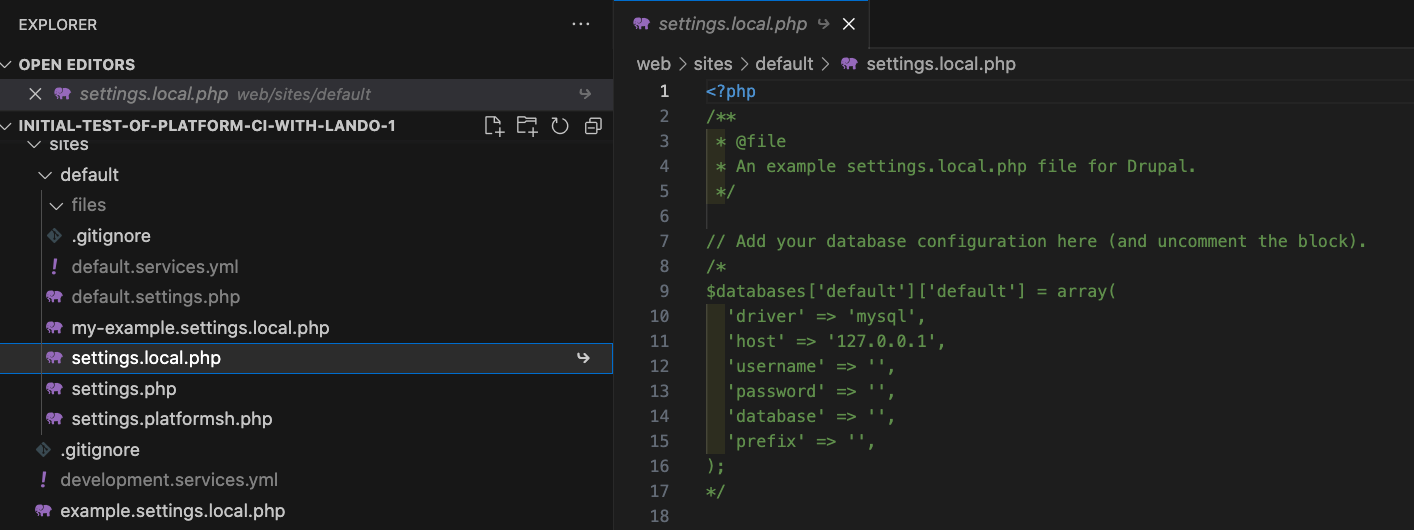 EXPLORER
OPEN EDITORS
settings.local.php web/sites/default
INITIAL-TEST-OF-PLATFORM-CI-WITH-LANDO-1
sites
default
files
.gitignore
default.services.yml
default.settings.php
my-example.settings.local.php
settings.local.php
settings.php
settings.platformsh.php
.gitignore
development.services.yml
example.settings.local.php
settings.local.php
web > sites > default > settings.local.php
1 <?php
2 /**
3  * @file
4  * An example settings.local.php file for Drupal.
5  */
6
7 // Add your database configuration here (and uncomment the block).
8 /*
9 $databases['default']['default'] = array(
10   'driver' => 'mysql',
11   'host' => '127.0.0.1',
12   'username' => '',
13   'password' => '',
14   'database' => '',
15   'prefix' => '',
16 );
17 */
18